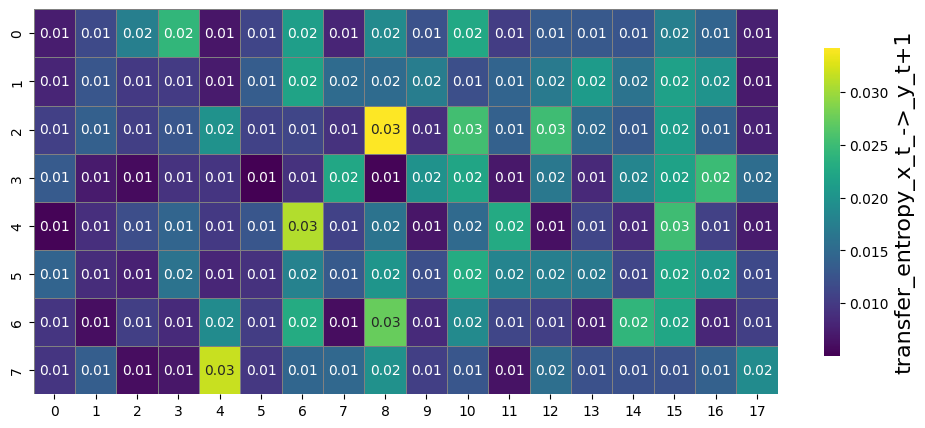 0 0.01 0.01 0.02 0.02 0.01 0.01 0.02 0.01 0.02 0.01 0.02 0.01 0.01 0.01 0.01 0.02 0.01 0.01
1 0.01 0.01 0.01 0.01 0.01 0.01 0.02 0.02 0.02 0.02 0.01 0.01 0.02 0.02 0.02 0.02 0.02 0.01
2 0.01 0.01 0.01 0.01 0.02 0.01 0.01 0.01 0.03 0.01 0.03 0.01 0.03 0.02 0.01 0.02 0.01 0.01
3 0.01 0.01 0.01 0.01 0.01 0.01 0.01 0.02 0.01 0.02 0.02 0.01 0.02 0.01 0.02 0.02 0.02 0.02
4 0.01 0.01 0.01 0.01 0.01 0.01 0.03 0.01 0.02 0.01 0.02 0.02 0.01 0.01 0.01 0.03 0.01 0.01
5 0.01 0.01 0.01 0.02 0.01 0.01 0.02 0.01 0.02 0.01 0.02 0.02 0.02 0.02 0.01 0.02 0.02 0.01
6 0.01 0.01 0.01 0.01 0.02 0.01 0.02 0.01 0.03 0.01 0.02 0.01 0.01 0.01 0.02 0.02 0.01 0.01
7 0.01 0.01 0.01 0.01 0.03 0.01 0.01 0.01 0.02 0.01 0.01 0.01 0.02 0.01 0.01 0.01 0.01 0.02
0 1 2 3 4 5 6 7 8 9 10 11 12 13 14 15 16 17
0.030
0.025
0.020
0.015
0.010
transfer_entropy_x_t_->_y_t+1